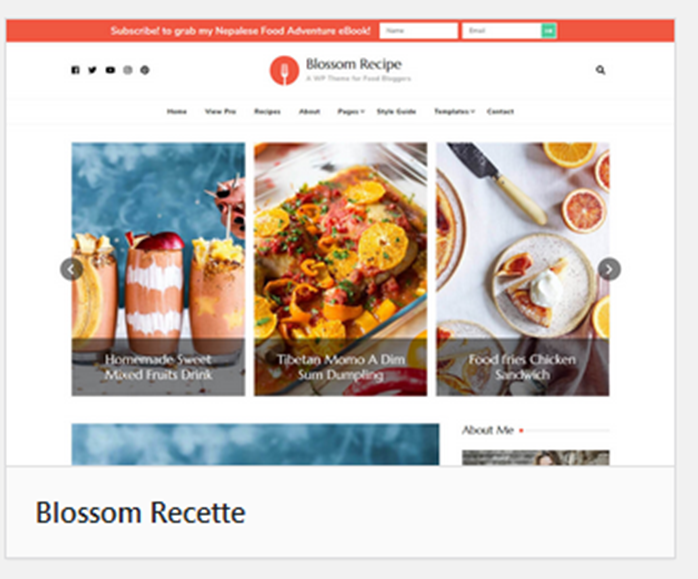 Subscribe! to grab my Nepalese Food Adventure eBook!
Name
Email
Blossom Recipe
A WP Theme for Food Bloggers
Home View Pro Recipes About Pages Style Guide Templates Contact
Homemade Sweet
Mixed Fruits Drink
Tibetan Momo A Dim
Sum Dumpling
Food fries Chicken
Sandwich
About Me
Blossom Recette